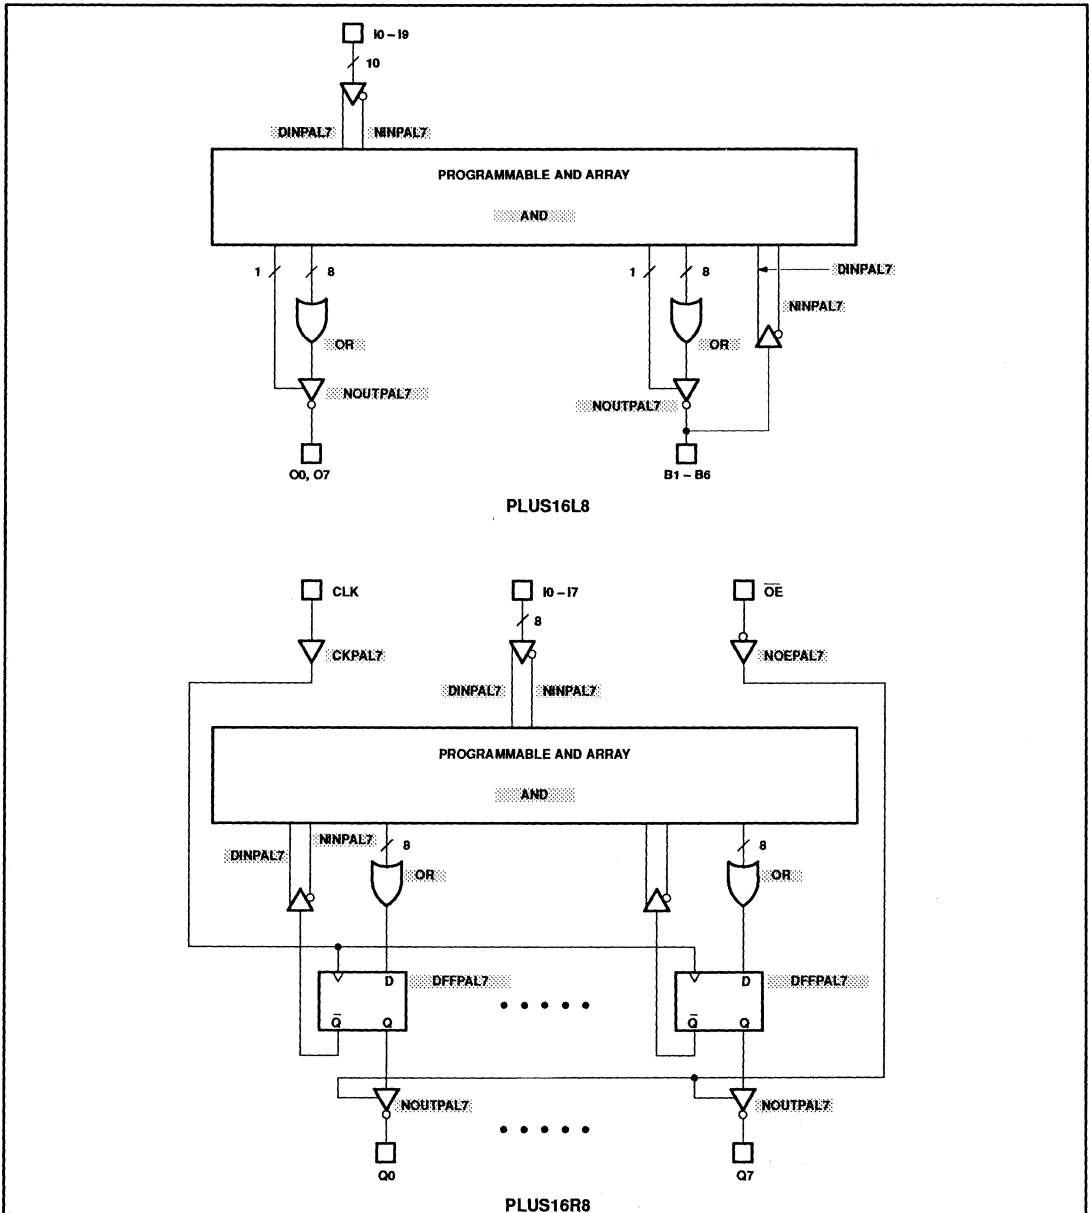 I0 – I9
10
DINPAL7 NINPAL7
PROGRAMMABLE AND ARRAY
AND
1 8 1 8 DINPAL7
NINPAL7
OR OR
NOUTPAL7 NOUTPAL7
O0, O7 B1 – B6
PLUS16L8
CLK I0 – I7 OE
8
CKPAL7 NOEPAL7
DINPAL7 NINPAL7
PROGRAMMABLE AND ARRAY
AND
NINPAL7 8 8
DINPAL7
OR OR
D DFFPAL7 D DFFPAL7
Q Q Q Q
NOUTPAL7 NOUTPAL7
Q0 Q7
PLUS16R8